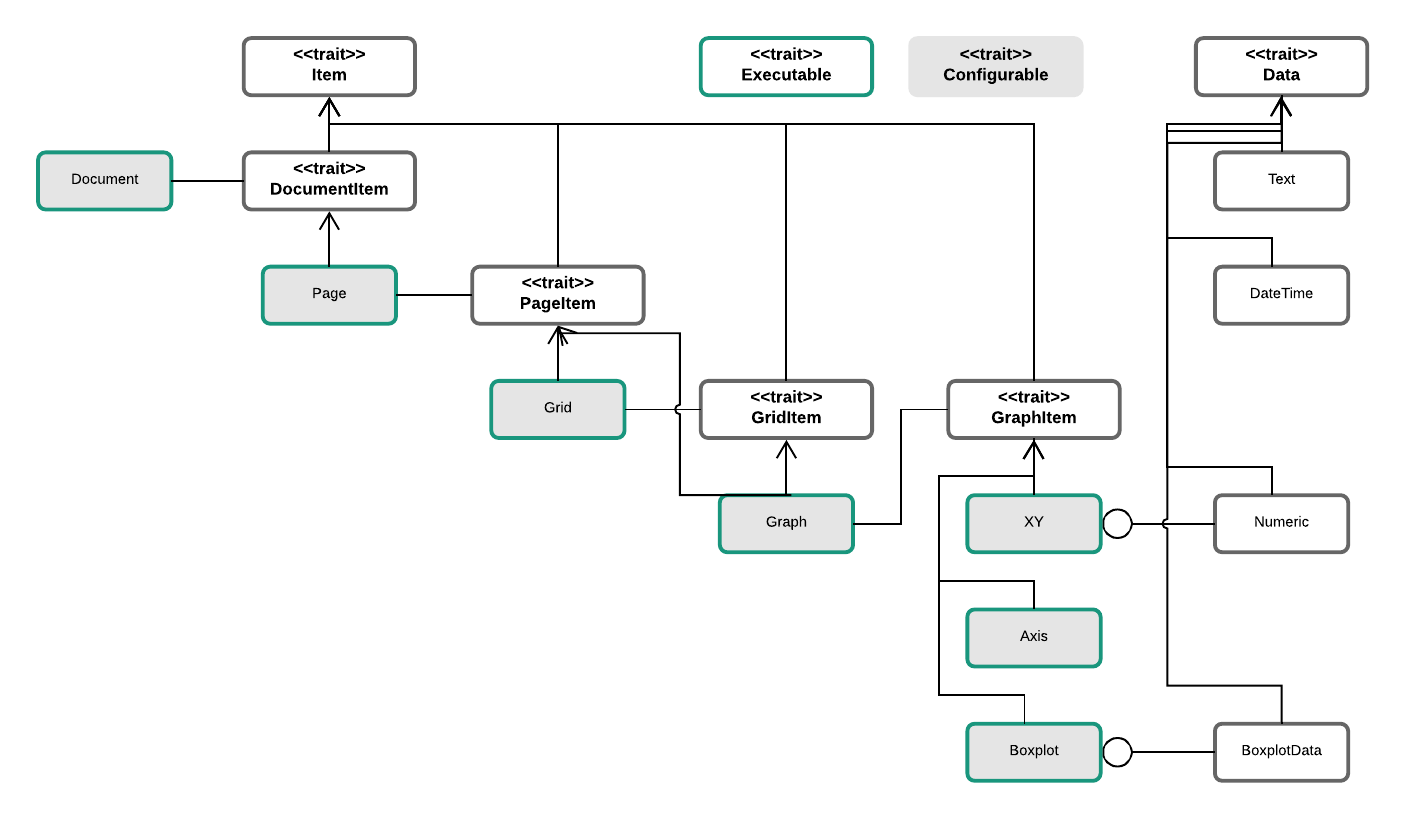 <<trait>>
Item
<<trait>>
Executable
<<trait>>
Configurable
<<trait>>
Data
Document
<<trait>>
DocumentItem
Text
Page
<<trait>>
PageItem
DateTime
Grid
<<trait>>
GridItem
<<trait>>
GraphItem
Graph
XY
Numeric
Axis
Boxplot
BoxplotData